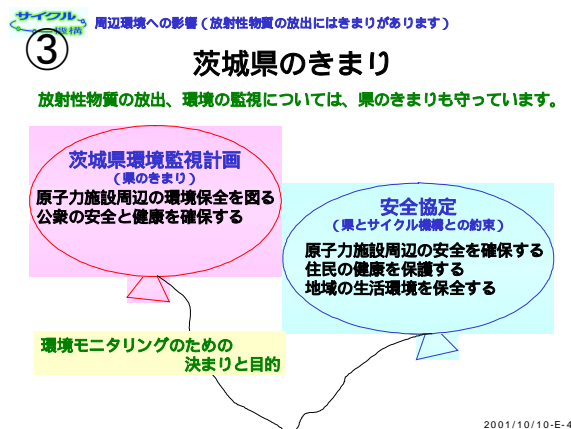 サイクル機構
周辺環境への影響（放射性物質の放出にはきまりがあります）
③
茨城県のきまり
放射性物質の放出、環境の監視については、県のきまりも守っています。
茨城県環境監視計画
（県のきまり）
原子力施設周辺の環境保全を図る
公衆の安全と健康を確保する
安全協定
（県とサイクル機構との約束）
原子力施設周辺の安全を確保する
住民の健康を保護する
地域の生活環境を保全する
環境モニタリングのための
決まりと目的
2001/10/10-E-4